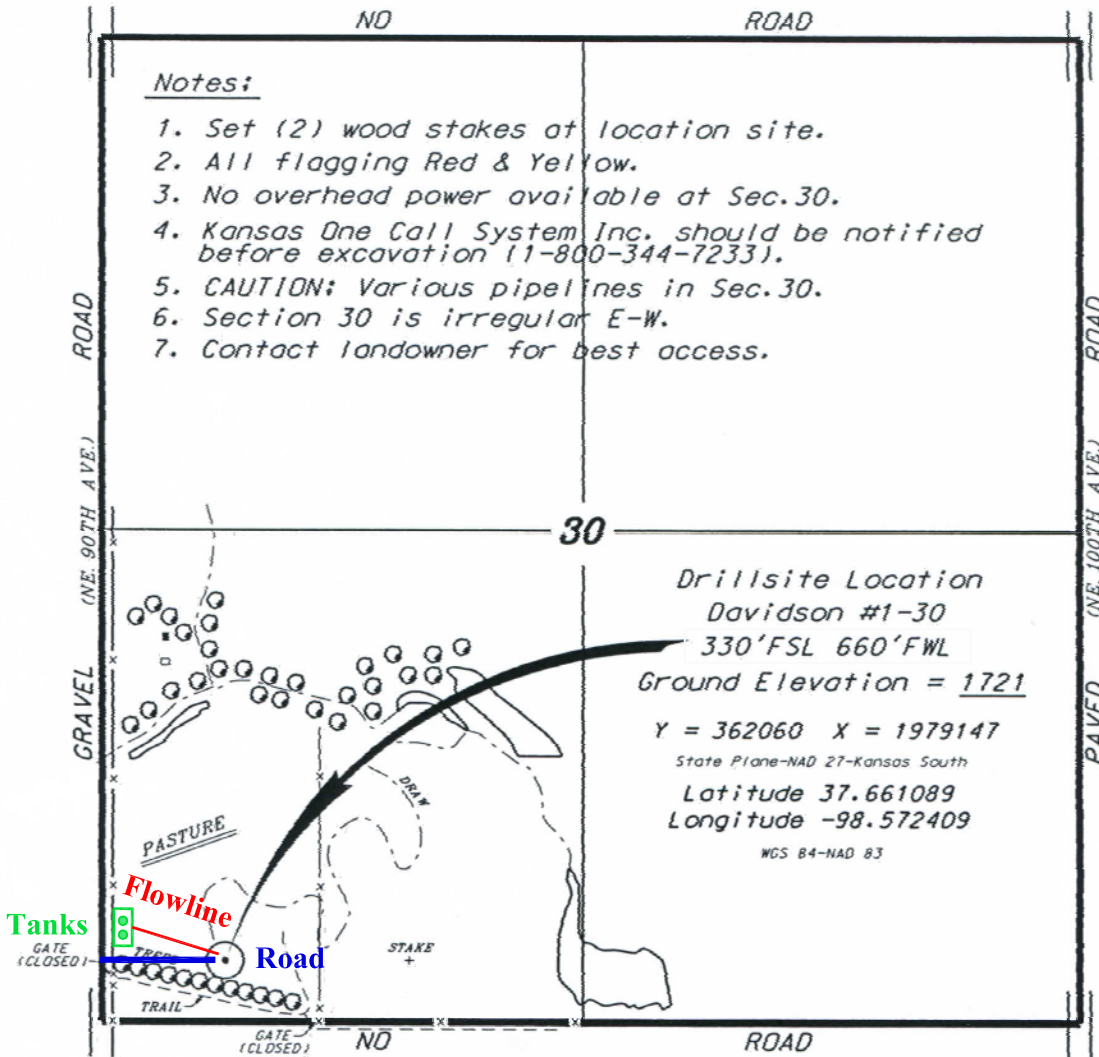 NO ROAD
Notes:
1. Set (2) wood stakes at location site.
2. All flagging Red & Yellow.
3. No overhead power available at Sec.30.
4. Kansas One Call System Inc. should be notified
before excavation (1-800-344-7233).
5. CAUTION: Various pipelines in Sec.30.
6. Section 30 is irregular E-W.
7. Contact landowner for best access.
ROAD
(NE. 90TH AVE.)
GRAVEL
ROAD
(NE. 100TH AVE.)
PAVED
30
Drillsite Location
Davidson #1-30
330'FSL 660'FWL
Ground Elevation = 1721
Y = 362060 X = 1979147
State Plane-NAD 27-Kansas South
Latitude 37.661089
Longitude -98.572409
WGS 84-NAD 83
DRAW
PASTURE
Flowline
Tanks
GATE
(CLOSED)
TREES
Road
STAKE
TRAIL
GATE
(CLOSED)
NO ROAD